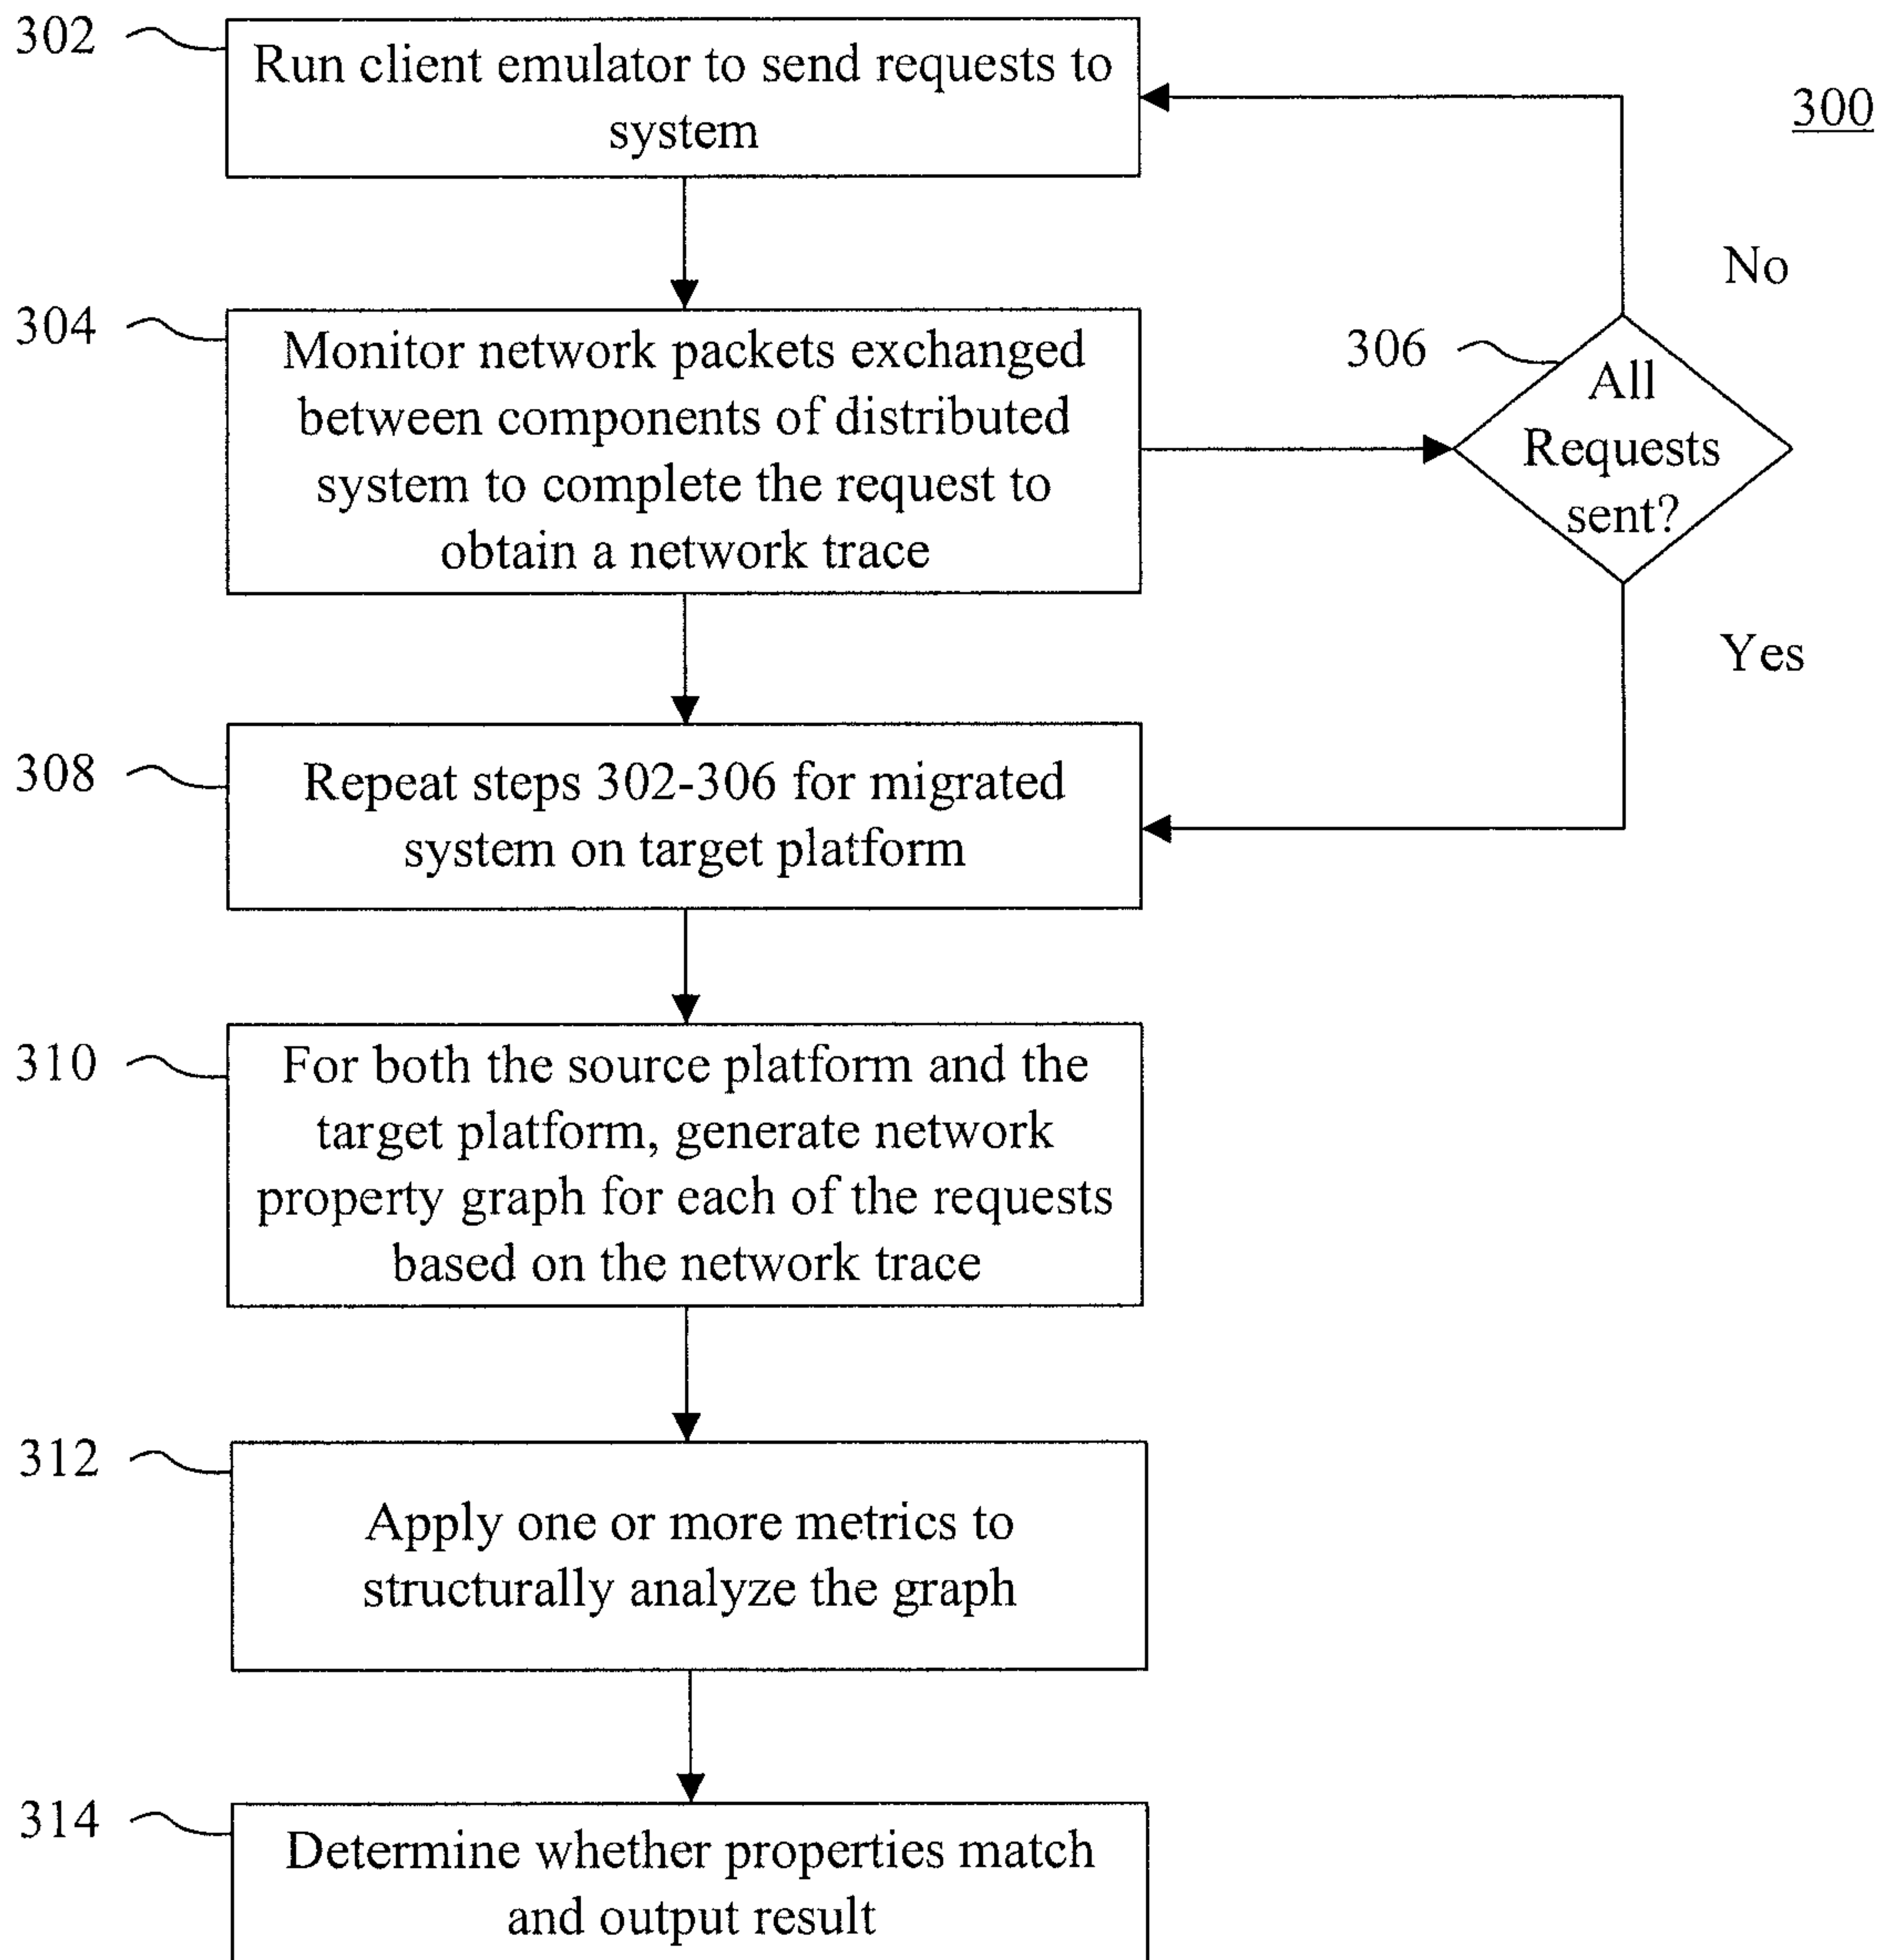 302
Run client emulator to send requests to
system
300
No
304
Monitor network packets exchanged
between components of distributed
system to complete the request to
obtain a network trace
306
All
Requests
sent?
Yes
308
Repeat steps 302-306 for migrated
system on target platform
310
For both the source platform and the
target platform, generate network
property graph for each of the requests
based on the network trace
312
Apply one or more metrics to
structurally analyze the graph
314
Determine whether properties match
and output result